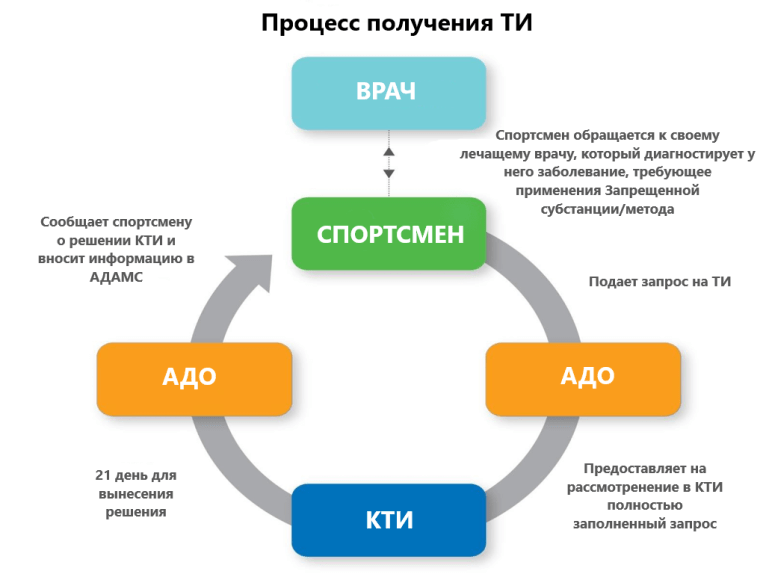 Процесс получения ТИ
ВРАЧ
Спортсмен обращается к своему
лечащему врачу, который диагностирует у
него заболевание, требующее
применения Запрещенной
субстанции/метода
СПОРТСМЕН
Сообщает спортсмену
о решении КТИ и
вносит информацию в
АДАМС
Подает запрос на ТИ
АДО
АДО
21 день для
вынесения
решения
Предоставляет на
рассмотренение в КТИ
полностью
заполненный запрос
КТИ